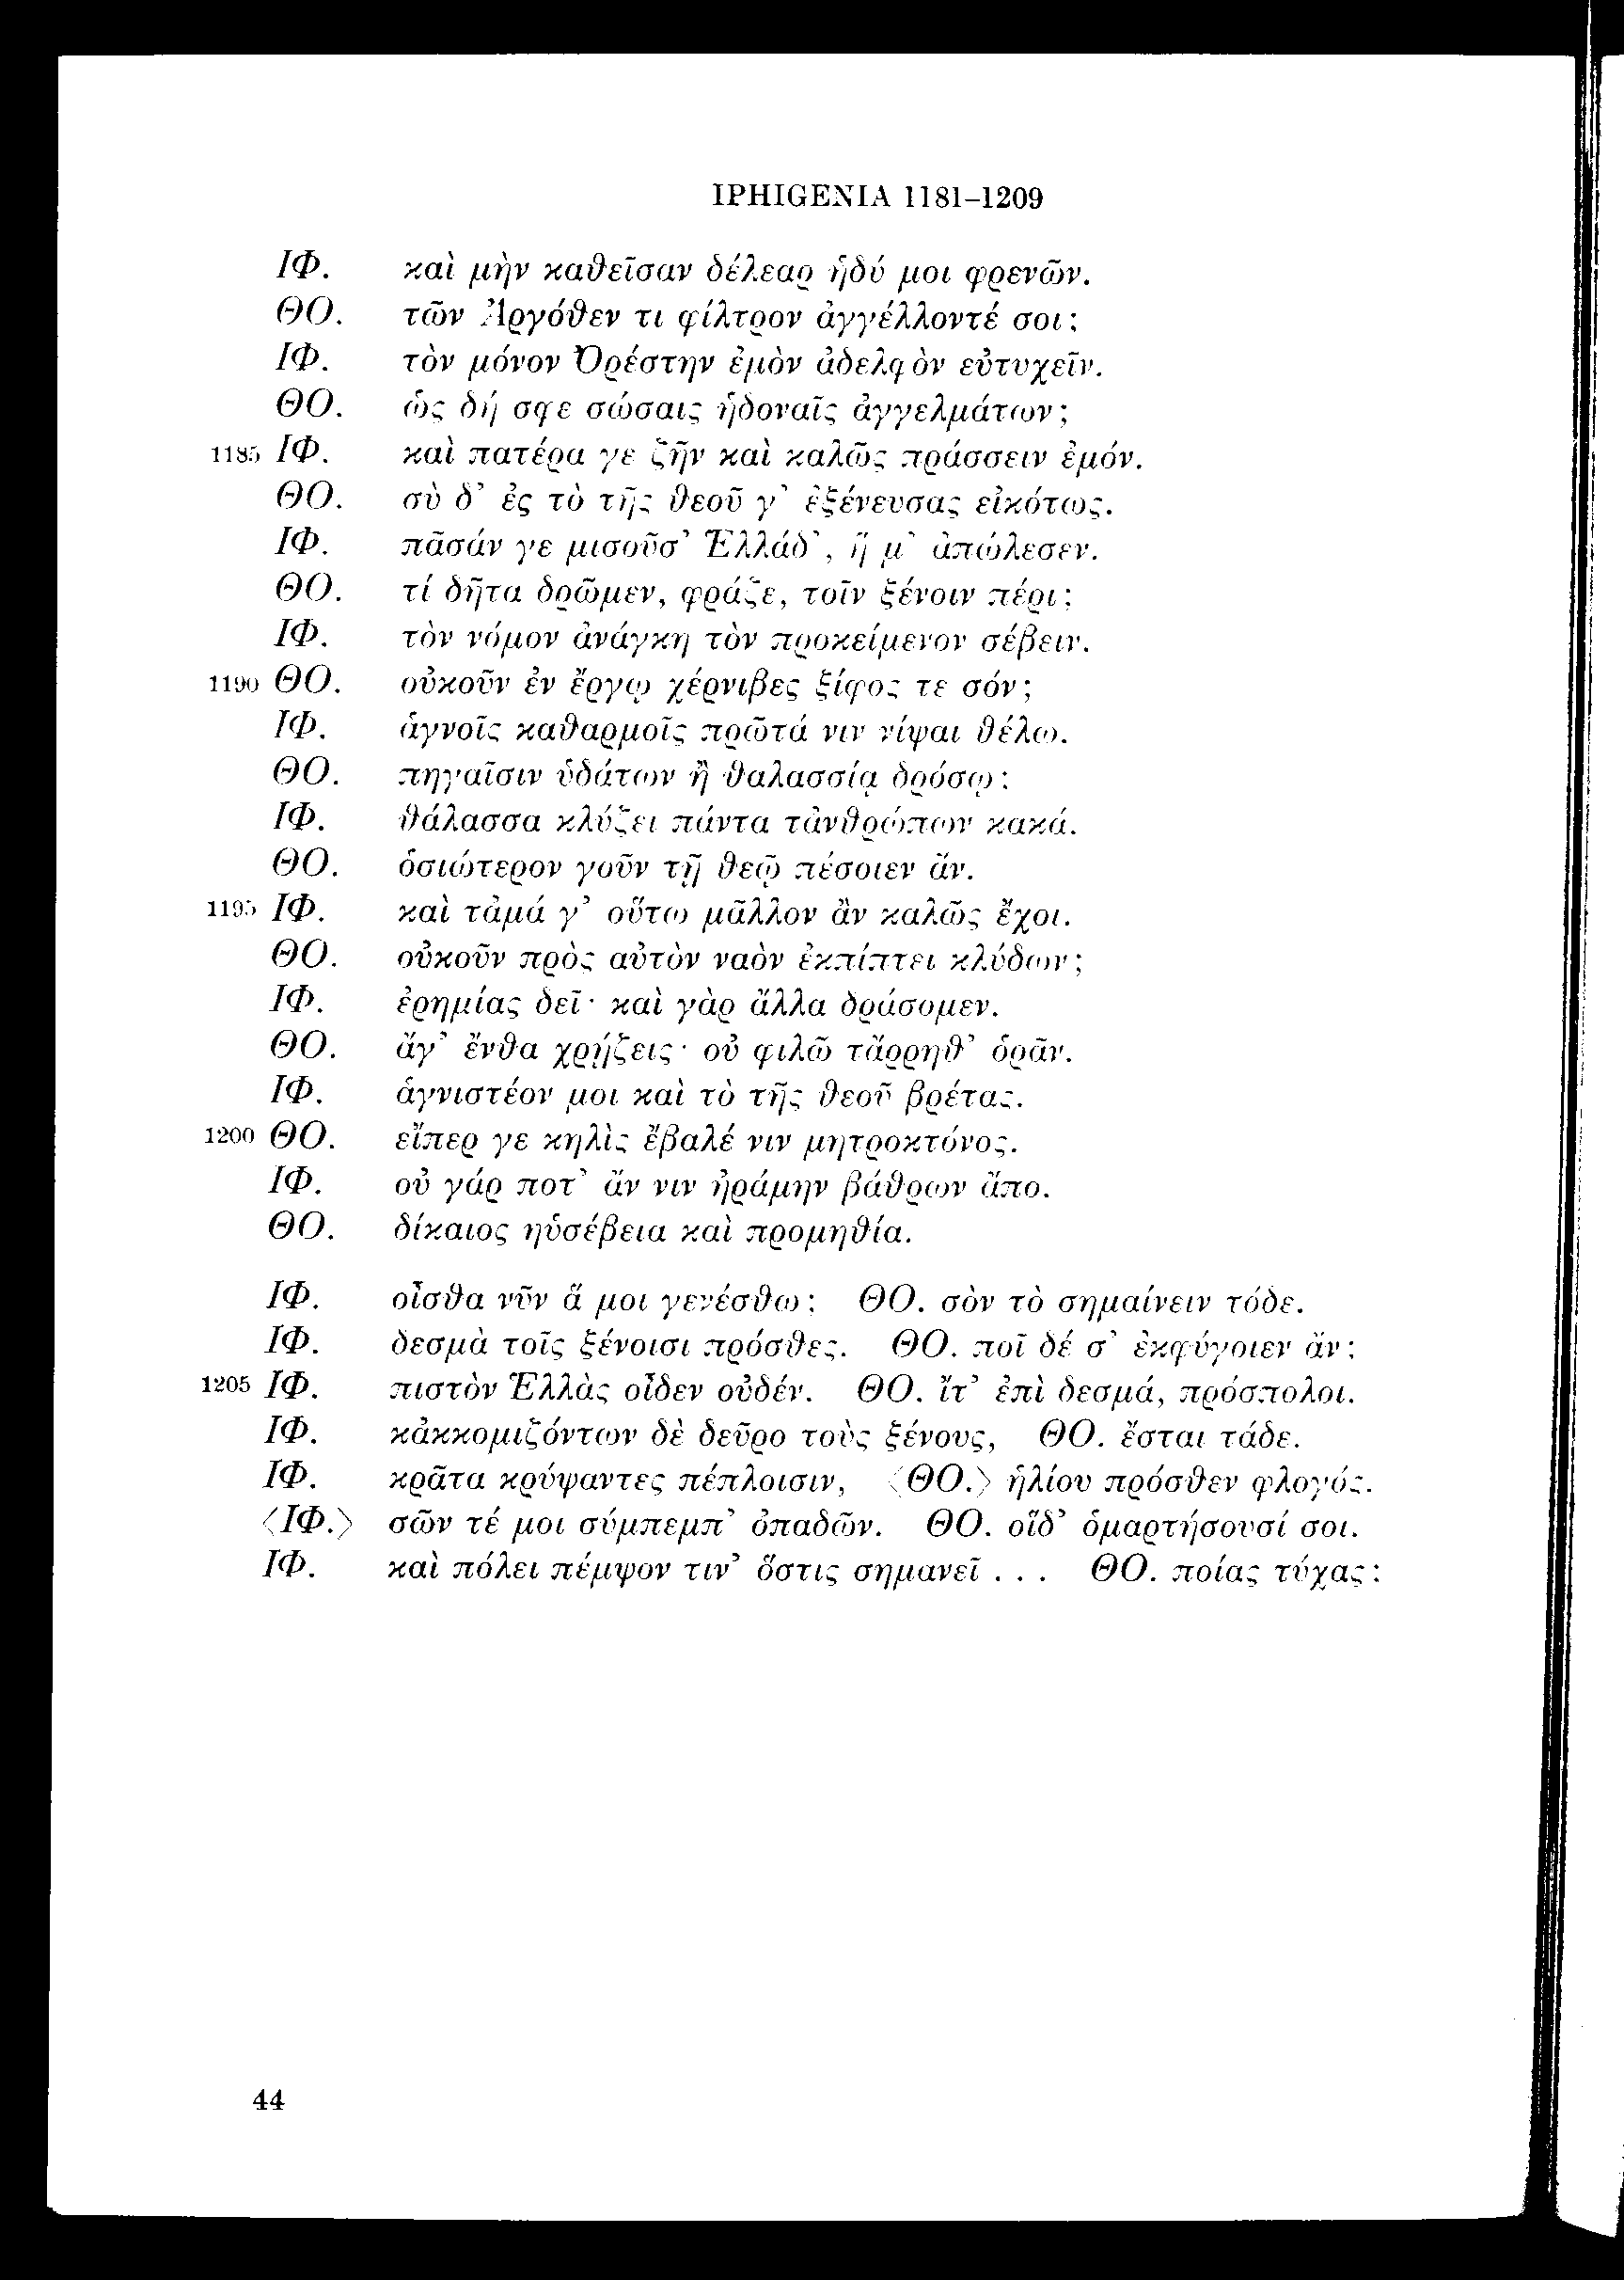 IPHIGENIA 1181–1209
ΙΦ. καὶ μὴν καθεῖσαν δέλεαρ ἡδύ μοι φρενῶν.
ΘΟ. τῶν Ἀργόθεν τι φίλτρον ἀγγέλλοντέ σοι;
ΙΦ. τὸν μόνον Ὀρέστην ἐμὸν ἀδελφὸν εὐτυχεῖν.
ΘΟ. ὡς δή σφε σώσαις ἡδοναῖς ἀγγελμάτων;
1185 ΙΦ. καὶ πατέρα γε ζῆν καὶ καλῶς πράσσειν ἐμόν.
ΘΟ. σὺ δ’ ἐς τὸ τῆς θεοῦ γ’ ἐξένευσας εἰκότως.
ΙΦ. πᾶσάν γε μισοῦσ’ Ἑλλάδ’, ἥ μ’ ἀπώλεσεν.
ΘΟ. τί δῆτα δρῶμεν, φράζε, τοῖν ξένοιν πέρι;
ΙΦ. τὸν νόμον ἀνάγκη τὸν προκείμενον σέβειν.
1190 ΘΟ. οὐκοῦν ἐν ἔργῳ χέρνιβες ξίφος τε σόν;
ΙΦ. ἁγνοῖς καθαρμοῖς πρῶτά νιν νίψαι θέλω.
ΘΟ. πηγαῖσιν ὑδάτων ἢ θαλασσίᾳ δρόσῳ;
ΙΦ. θάλασσα κλύζει πάντα τἀνθρώπων κακά.
ΘΟ. ὁσιώτερον γοῦν τῇ θεῷ πέσοιεν ἄν.
1195 ΙΦ. καὶ τἀμά γ’ οὕτω μᾶλλον ἂν καλῶς ἔχοι.
ΘΟ. οὐκοῦν πρὸς αὐτὸν ναὸν ἐκπίπτει κλύδων;
ΙΦ. ἐρημίας δεῖ· καὶ γὰρ ἄλλα δράσομεν.
ΘΟ. ἄγ’ ἔνθα χρῄζεις· οὐ φιλῶ τἄρρηθ’ ὁρᾶν.
ΙΦ. ἁγνιστέον μοι καὶ τὸ τῆς θεοῦ βρέτας.
1200 ΘΟ. εἴπερ γε κηλὶς ἔβαλέ νιν μητροκτόνος.
ΙΦ. οὐ γάρ ποτ’ ἄν νιν ἠράμην βάθρων ἄπο.
ΘΟ. δίκαιος ηὑσέβεια καὶ προμηθία.
ΙΦ. οἶσθα νῦν ἅ μοι γενέσθω; ΘΟ. σὸν τὸ σημαίνειν τόδε.
ΙΦ. δεσμὰ τοῖς ξένοισι πρόσθες. ΘΟ. ποῖ δέ σ’ ἐκφύγοιεν ἄν;
1205 ΙΦ. πιστὸν Ἑλλὰς οἶδεν οὐδέν. ΘΟ. ἴτ’ ἐπὶ δεσμά, πρόσπολοι.
ΙΦ. κἀκκομιζόντων δὲ δεῦρο τοὺς ξένους, ΘΟ. ἔσται τάδε.
ΙΦ. κρᾶτα κρύψαντες πέπλοισιν, ⟨ΘΟ.⟩ ἡλίου πρόσθεν φλογός.
⟨ΙΦ.⟩ σῶν τέ μοι σύμπεμπ’ ὀπαδῶν. ΘΟ. οἵδ’ ὁμαρτήσουσί σοι.
ΙΦ. καὶ πόλει πέμψον τιν’ ὅστις σημανεῖ . . . ΘΟ. ποίας τύχας;
44